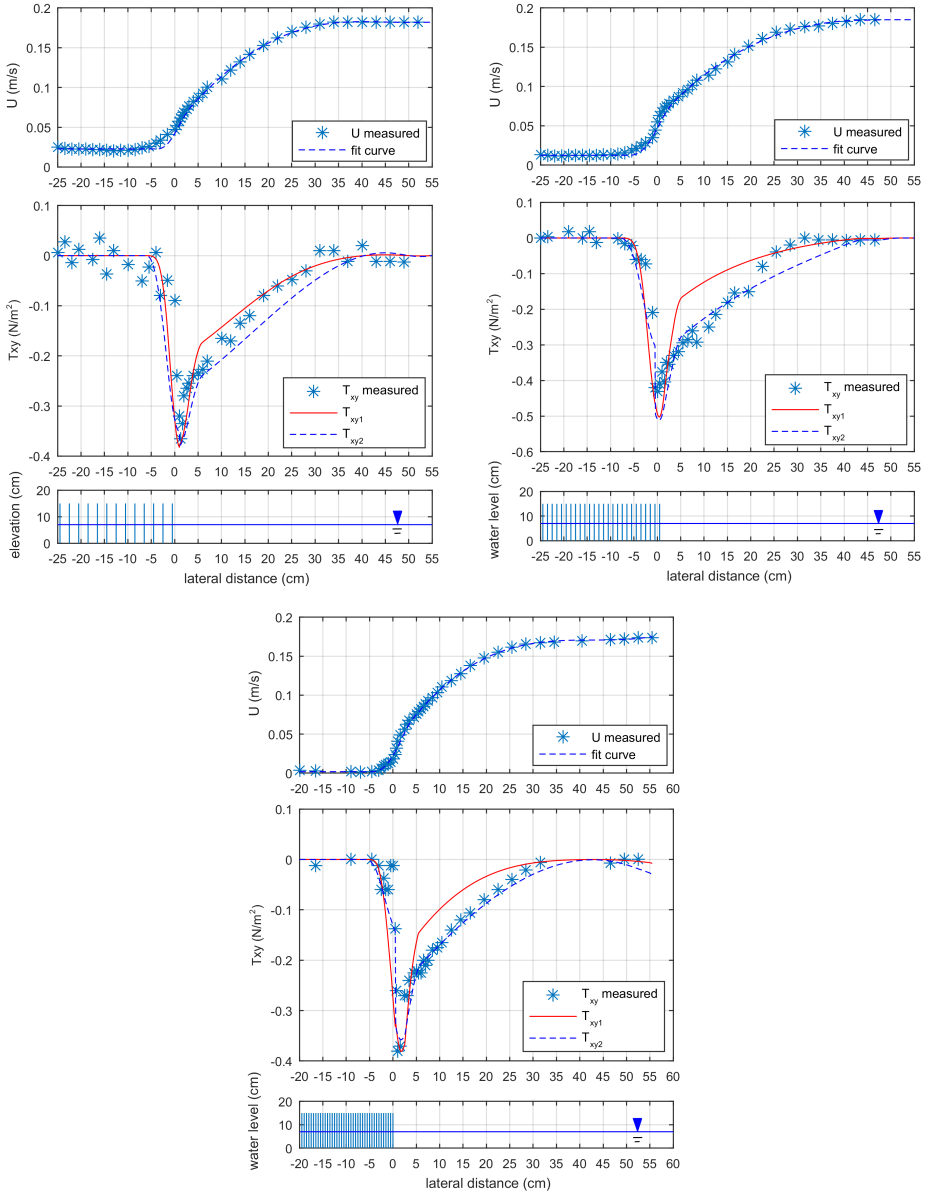 0.2
0.15
0.1
0.05
0
U (m/s)
U measured
fit curve
-25 -20 -15 -10 -5 0 5 10 15 20 25 30 35 40 45 50 55
0.1
0
-0.1
-0.2
-0.3
-0.4
Txy (N/m²)
T_xy measured
T_xy1
T_xy2
-25 -20 -15 -10 -5 0 5 10 15 20 25 30 35 40 45 50 55
20
10
0
elevation (cm)
-25 -20 -15 -10 -5 0 5 10 15 20 25 30 35 40 45 50 55
lateral distance (cm)
0.2
0.15
0.1
0.05
0
U (m/s)
U measured
fit curve
-25 -20 -15 -10 -5 0 5 10 15 20 25 30 35 40 45 50 55
0.1
0
-0.1
-0.2
-0.3
-0.4
-0.5
-0.6
Txy (N/m²)
T_xy measured
T_xy1
T_xy2
-25 -20 -15 -10 -5 0 5 10 15 20 25 30 35 40 45 50 55
20
10
0
water level (cm)
-25 -20 -15 -10 -5 0 5 10 15 20 25 30 35 40 45 50 55
lateral distance (cm)
0.2
0.15
0.1
0.05
0
U (m/s)
U measured
fit curve
-20 -15 -10 -5 0 5 10 15 20 25 30 35 40 45 50 55 60
0.1
0
-0.1
-0.2
-0.3
-0.4
Txy (N/m²)
T_xy measured
T_xy1
T_xy2
-20 -15 -10 -5 0 5 10 15 20 25 30 35 40 45 50 55 60
20
10
0
water level (cm)
-20 -15 -10 -5 0 5 10 15 20 25 30 35 40 45 50 55 60
lateral distance (cm)